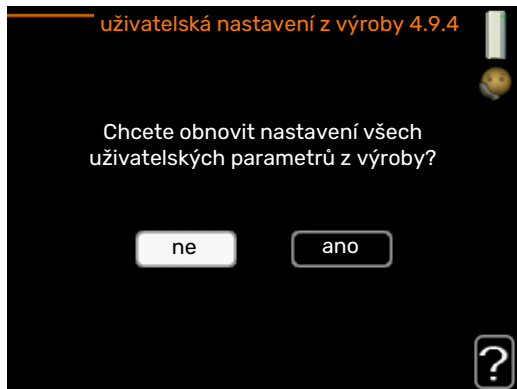 uživatelská nastavení z výroby 4.9.4
Chcete obnovit nastavení všech
uživatelských parametrů z výroby?
ne
ano
?